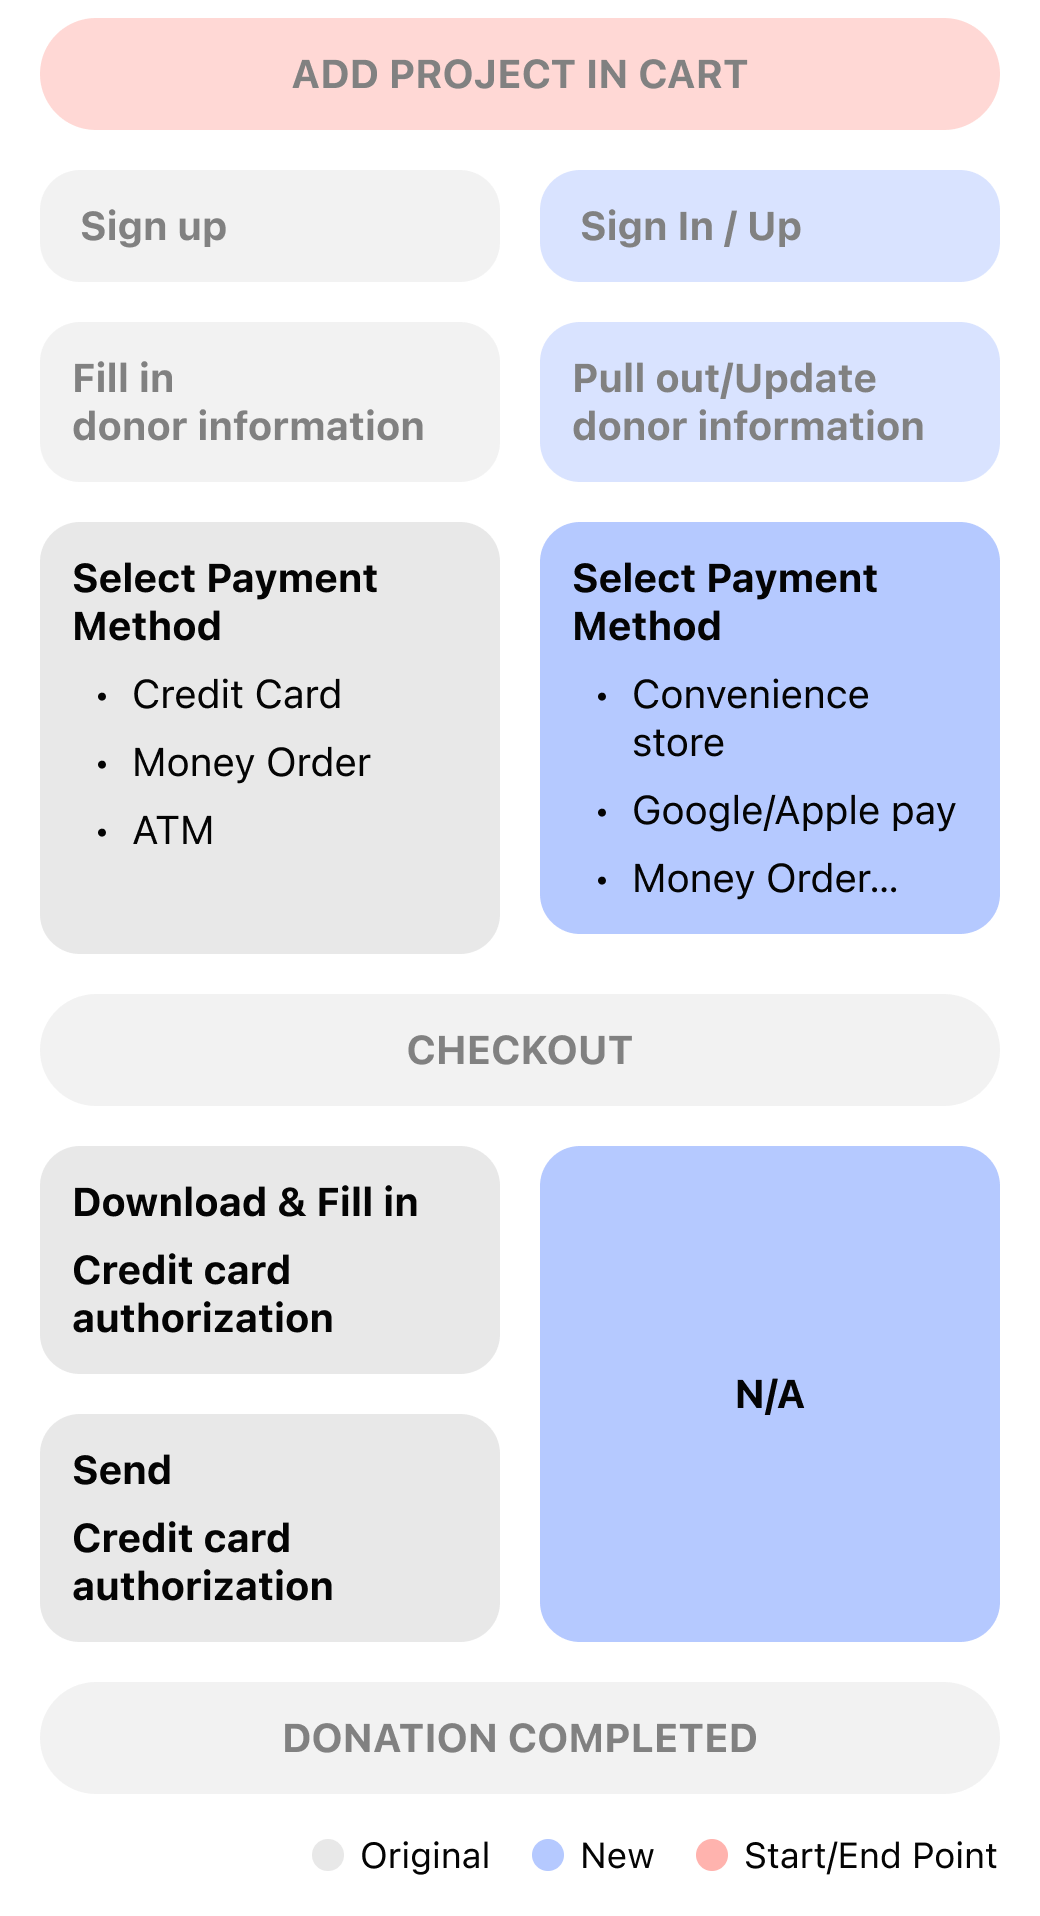 ADD PROJECT IN CART
Sign up
Sign In / Up
Fill in
donor information
Pull out/Update
donor information
Select Payment
Method
• Credit Card
• Money Order
• ATM
Select Payment
Method
• Convenience
store
• Google/Apple pay
• Money Order...
CHECKOUT
Download & Fill in
Credit card
authorization
Send
Credit card
authorization
N/A
DONATION COMPLETED
Original
New
Start/End Point